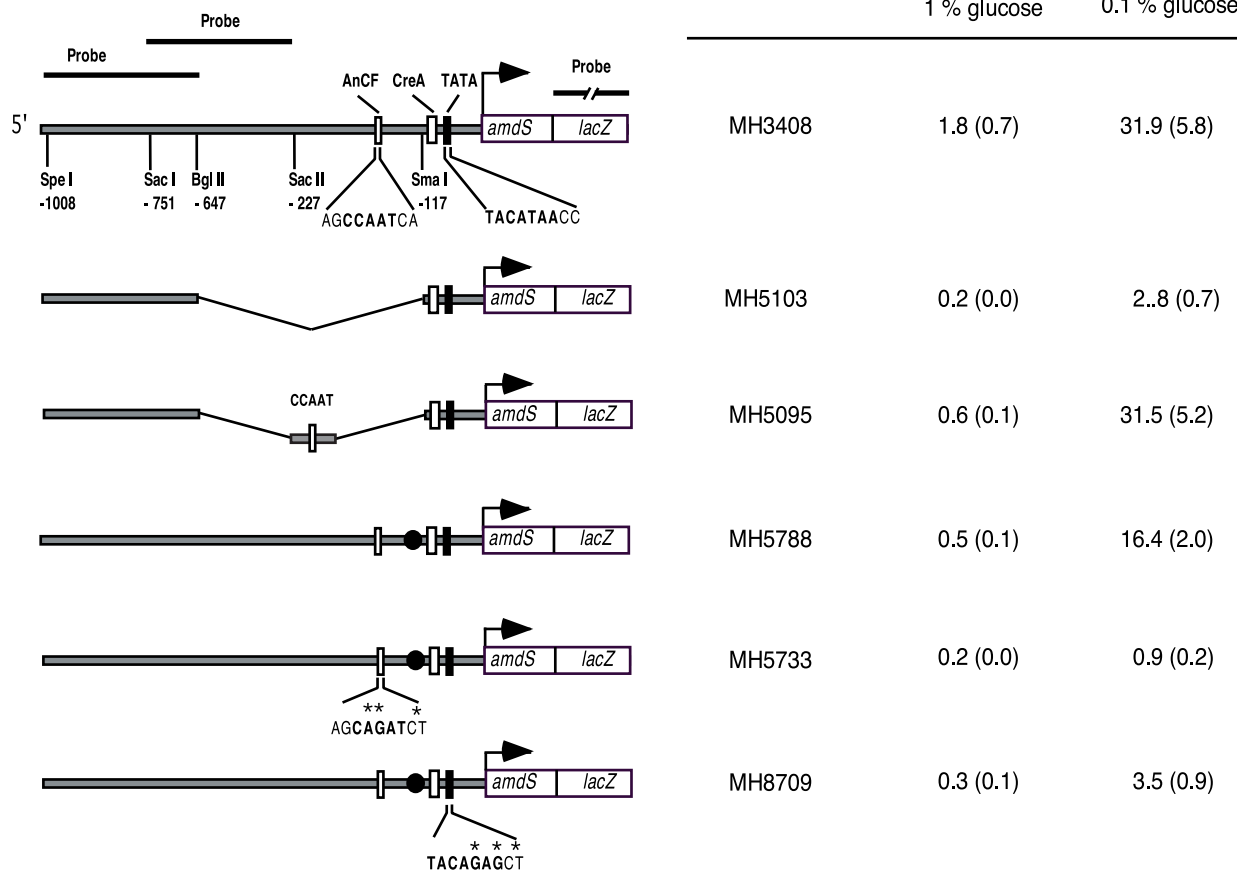 1 % glucose 0.1 % glucose
Probe
Probe
AnCF CreA TATA Probe
5' amdS lacZ MH3408 1.8 (0.7) 31.9 (5.8)
Spe I Sac I Bgl II Sac II Sma I
-1008 - 751 - 647 - 227 -117
AGCCAATCA TACATAACC
amdS lacZ MH5103 0.2 (0.0) 2..8 (0.7)
CCAAT
amdS lacZ MH5095 0.6 (0.1) 31.5 (5.2)
amdS lacZ MH5788 0.5 (0.1) 16.4 (2.0)
amdS lacZ MH5733 0.2 (0.0) 0.9 (0.2)
** *
AGCAGATCT
amdS lacZ MH8709 0.3 (0.1) 3.5 (0.9)
* * *
TACAGAGCT